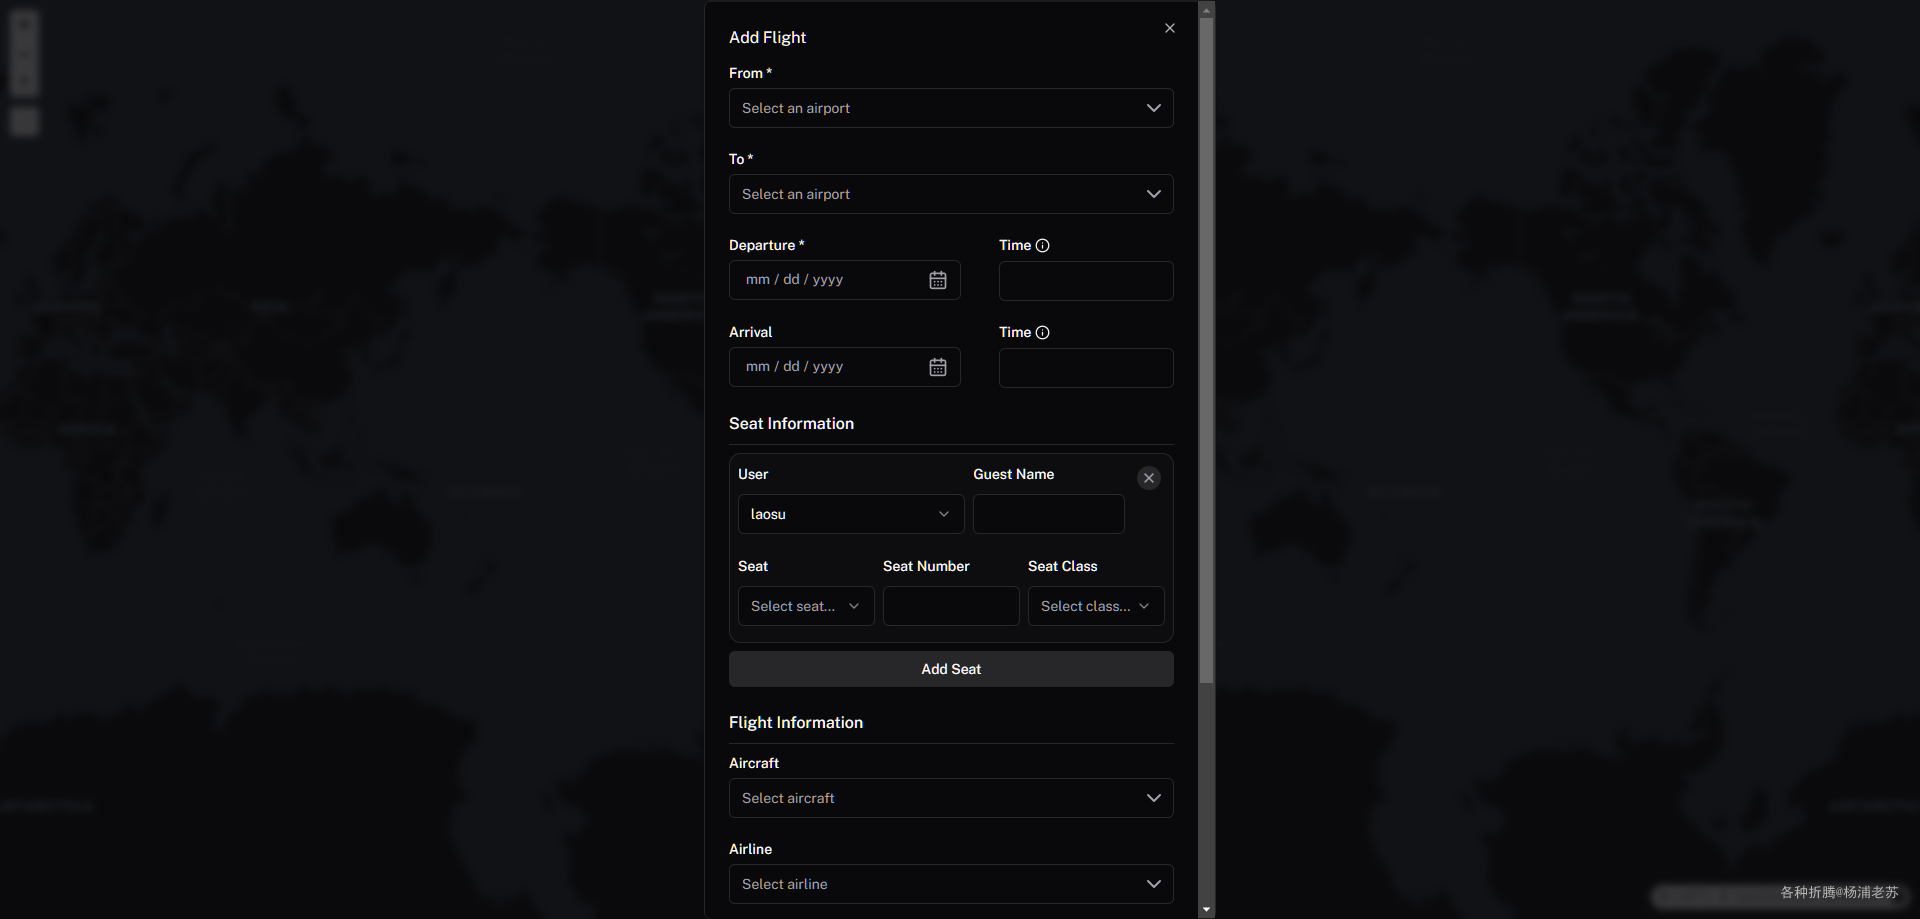 Add Flight
From *
Select an airport
To *
Select an airport
Departure * Time
mm / dd / yyyy
Arrival Time
mm / dd / yyyy
Seat Information
User Guest Name
laosu
Seat Seat Number Seat Class
Select seat... Select class...
Add Seat
Flight Information
Aircraft
Select aircraft
Airline
Select airline
各种折腾@杨浦老苏